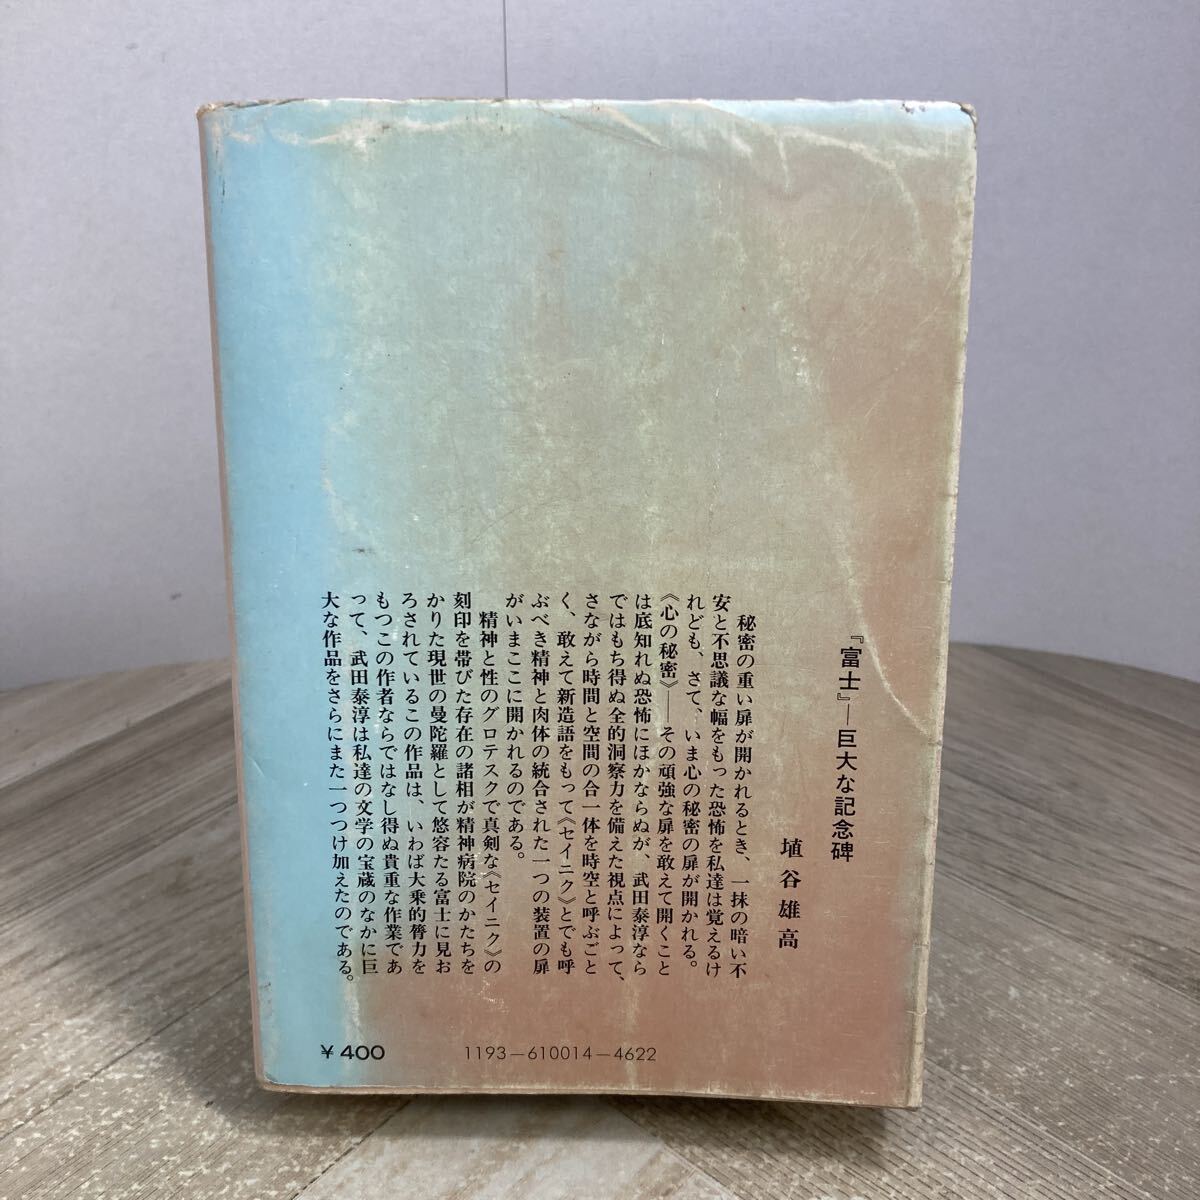 『富士』―巨大な記念碑
埴谷雄高
秘密の重い扉が開かれるとき、一抹の暗い不
安と不思議な幅をもった恐怖を私達は覚えるけ
れども、さて、いま心の秘密の扉が開かれる。
《心の秘密》――その頑強な扉を敢えて開くこと
は底知れぬ恐怖にほかならぬが、武田泰淳なら
ではもち得ぬ全的洞察力を備えた視点によって、
さながら時間と空間の合一体を時空と呼ぶごと
く、敢えて新造語をもって《セイニク》とでも呼
ぶべき精神と肉体の統合された一つの装置の扉
がいまここに開かれるのである。
精神と性のグロテスクで真剣な《セイニク》の
刻印を帯びた存在の諸相が精神病院のかたちを
かりた現世の曼陀羅として悠容たる富士に見お
ろされているこの作品は、いわば大乗的膂力を
もつこの作者ならではなし得ぬ貴重な作業であ
って、武田泰淳は私達の文学の宝蔵のなかに巨
大な作品をさらにまた一つつけ加えたのである。
¥400
1193―610014―4622